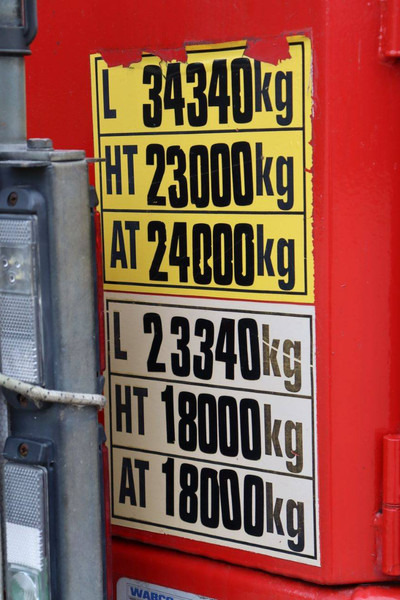 L 34340kg
HT 23000kg
AT 24000kg
L 23340kg
HT 18000kg
AT 18000kg